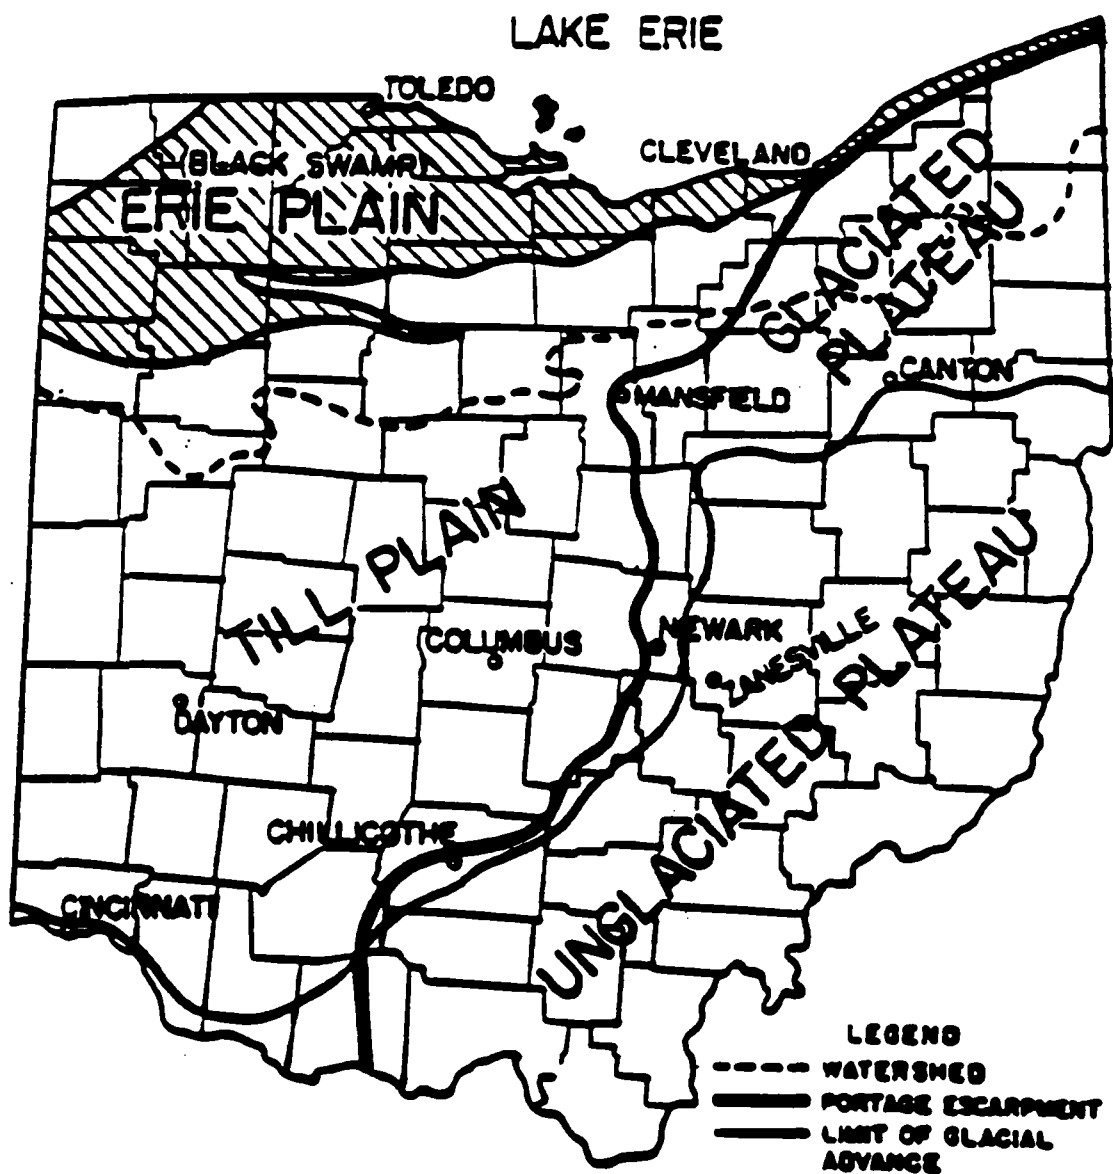 LAKE ERIE
TOLEDO
(BLACK SWAMP)
ERIE PLAIN
CLEVELAND
GLACIATED
PLATEAU
CANTON
MANSFIELD
TILL PLAIN
COLUMBUS
NEWARK
ZANESVILLE
DAYTON
UNGLACIATED PLATEAU
CHILLICOTHE
CINCINNATI
LEGEND
WATERSHED
PORTAGE ESCARPMENT
LIMIT OF GLACIAL
ADVANCE